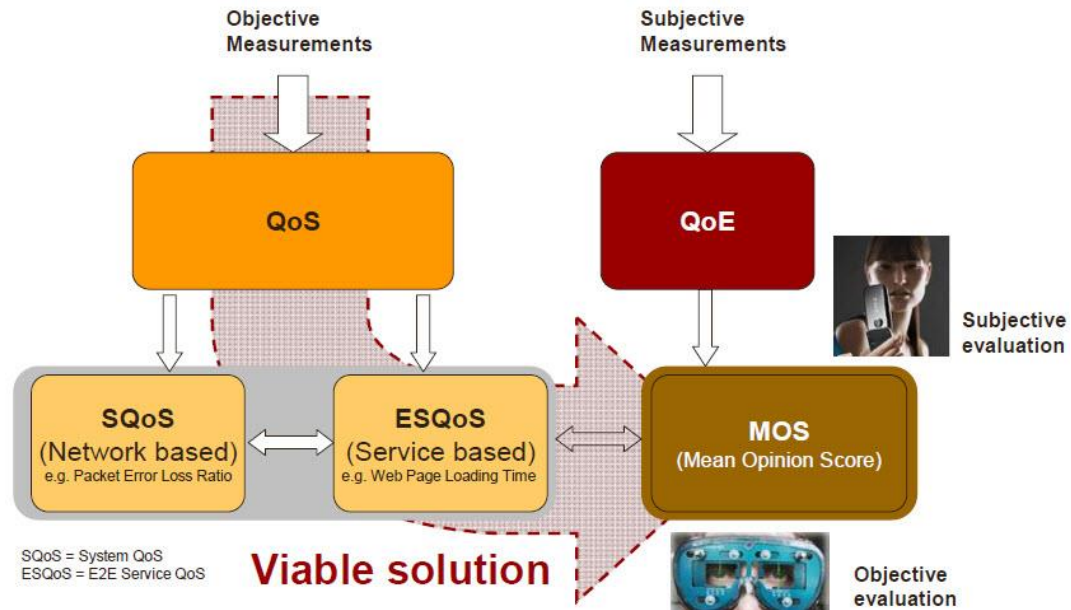 Objective
Measurements
Subjective
Measurements
QoS
QoE
Subjective
evaluation
SQoS
(Network based)
e.g. Packet Error Loss Ratio
ESQoS
(Service based)
e.g. Web Page Loading Time
MOS
(Mean Opinion Score)
SQoS = System QoS
ESQoS = E2E Service QoS
Viable solution
Objective
evaluation